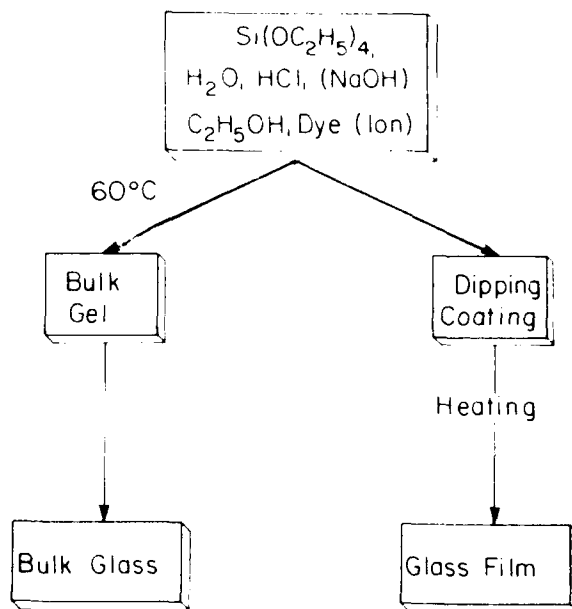 Si(OC₂H₅)₄,
H₂O, HCl, (NaOH)
C₂H₅OH, Dye (Ion)
60°C
Bulk
Gel
Dipping
Coating
Heating
Bulk Glass
Glass Film